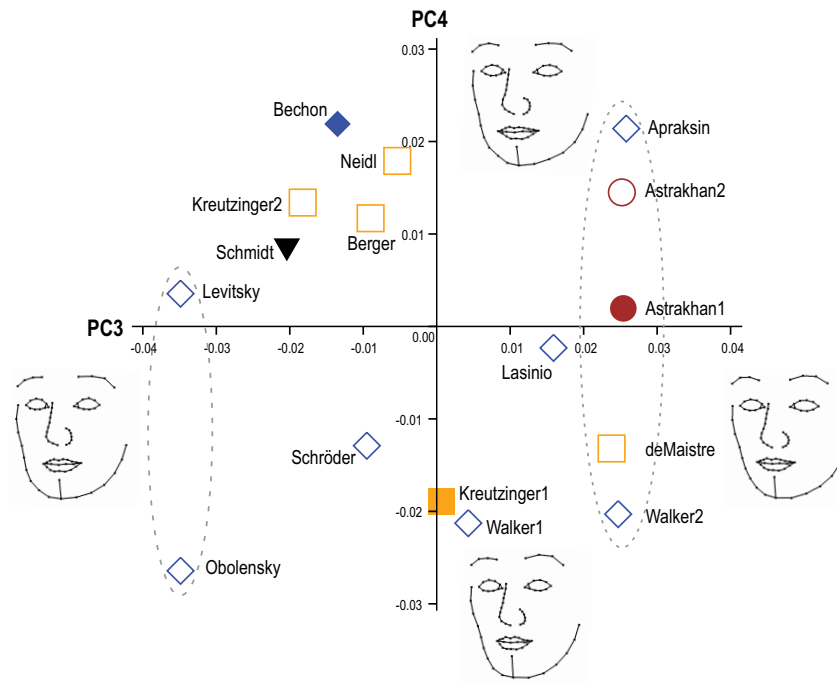 PC4
0.03
Bechon
0.02
Apraksin
Neidl
Astrakhan2
Kreutzinger2
0.01
Berger
Schmidt
Levitsky
Astrakhan1
PC3
0.00
-0.04 -0.03 -0.02 -0.01 0.01 0.02 0.03 0.04
Lasinio
-0.01
Schröder
deMaistre
Kreutzinger1
-0.02
Walker1
Walker2
Obolensky
-0.03